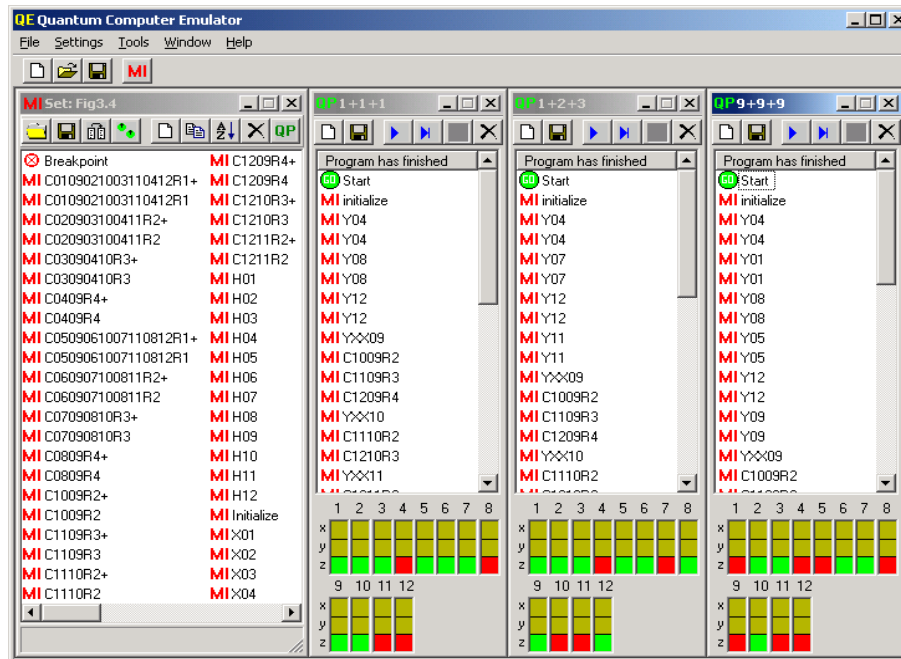 QE Quantum Computer Emulator
File Settings Tools Window Help
MI
MI Set: Fig3.4
QP
Breakpoint
MI C0109021003110412R1+
MI C0109021003110412R1
MI C020903100411R2+
MI C020903100411R2
MI C03090410R3+
MI C03090410R3
MI C0409R4+
MI C0409R4
MI C0509061007110812R1+
MI C0509061007110812R1
MI C060907100811R2+
MI C060907100811R2
MI C07090810R3+
MI C07090810R3
MI C0809R4+
MI C0809R4
MI C1009R2+
MI C1009R2
MI C1109R3+
MI C1109R3
MI C1110R2+
MI C1110R2
MI C1209R4+
MI C1209R4
MI C1210R3+
MI C1210R3
MI C1211R2+
MI C1211R2
MI H01
MI H02
MI H03
MI H04
MI H05
MI H06
MI H07
MI H08
MI H09
MI H10
MI H11
MI H12
MI Initialize
MI X01
MI X02
MI X03
MI X04
QP 1+1+1
Program has finished
GO Start
MI initialize
MI Y04
MI Y04
MI Y08
MI Y08
MI Y12
MI Y12
MI YXX09
MI C1009R2
MI C1109R3
MI C1209R4
MI YXX10
MI C1110R2
MI C1210R3
MI YXX11
1 2 3 4 5 6 7 8
x
y
z
9 10 11 12
x
y
z
QP 1+2+3
Program has finished
GO Start
MI initialize
MI Y04
MI Y04
MI Y07
MI Y07
MI Y12
MI Y12
MI Y11
MI Y11
MI YXX09
MI C1009R2
MI C1109R3
MI C1209R4
MI YXX10
MI C1110R2
1 2 3 4 5 6 7 8
x
y
z
9 10 11 12
x
y
z
QP 9+9+9
Program has finished
GO Start
MI initialize
MI Y04
MI Y04
MI Y01
MI Y01
MI Y08
MI Y08
MI Y05
MI Y05
MI Y12
MI Y12
MI Y09
MI Y09
MI YXX09
MI C1009R2
1 2 3 4 5 6 7 8
x
y
z
9 10 11 12
x
y
z